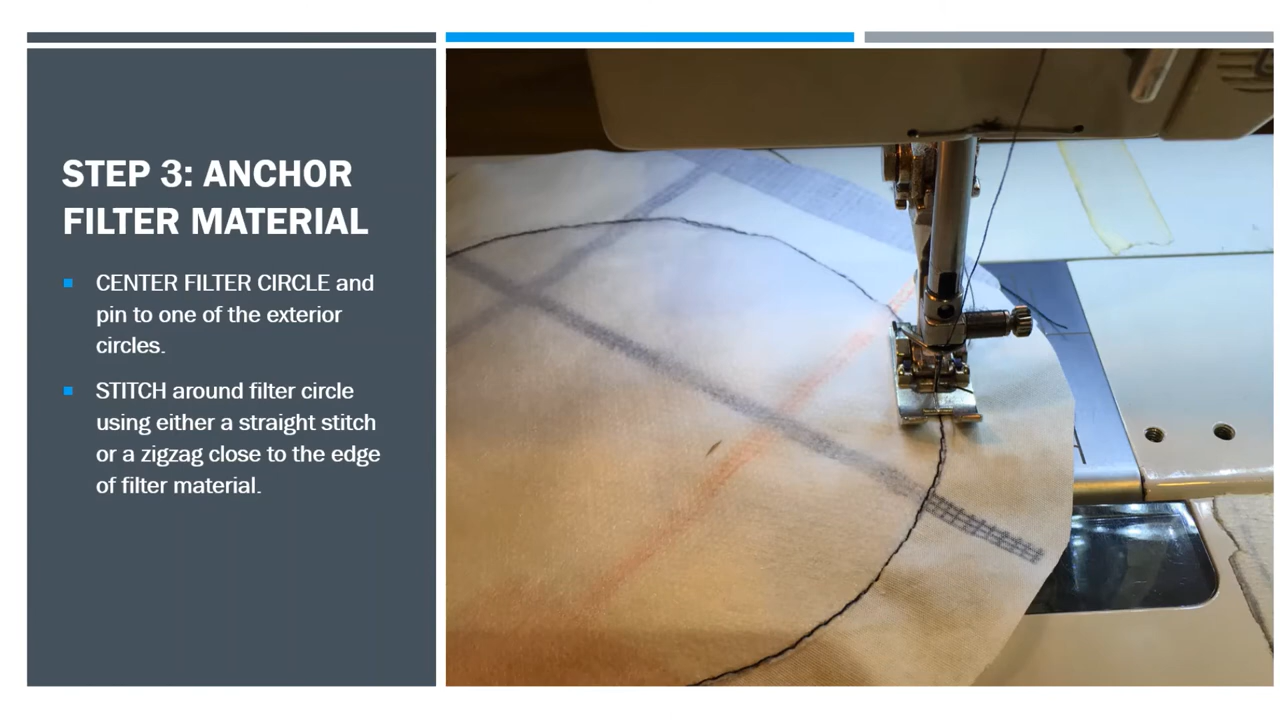 STEP 3: ANCHOR
FILTER MATERIAL
CENTER FILTER CIRCLE and
pin to one of the exterior
circles.
STITCH around filter circle
using either a straight stitch
or a zigzag close to the edge
of filter material.